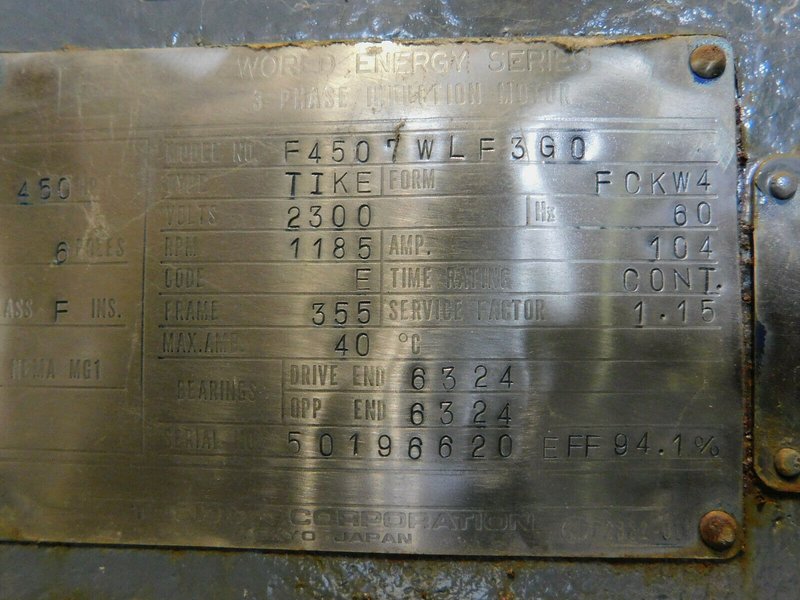 WORLD ENERGY SERIES
3-PHASE INDUCTION MOTOR
MODEL NO. F4507WLF3G0
450 TYPE TIKE FORM FCKW4
VOLTS 2300 Hz 60
6 POLES RPM 1185 AMP. 104
CODE E TIME RATING CONT.
ASS F INS. FRAME 355 SERVICE FACTOR 1.15
MAX.AMB. 40 °C
NEMA MG1 BEARINGS DRIVE END 6324
OPP END 6324
SERIAL NO. 50196620 EFF 94.1%
CORPORATION
JAPAN